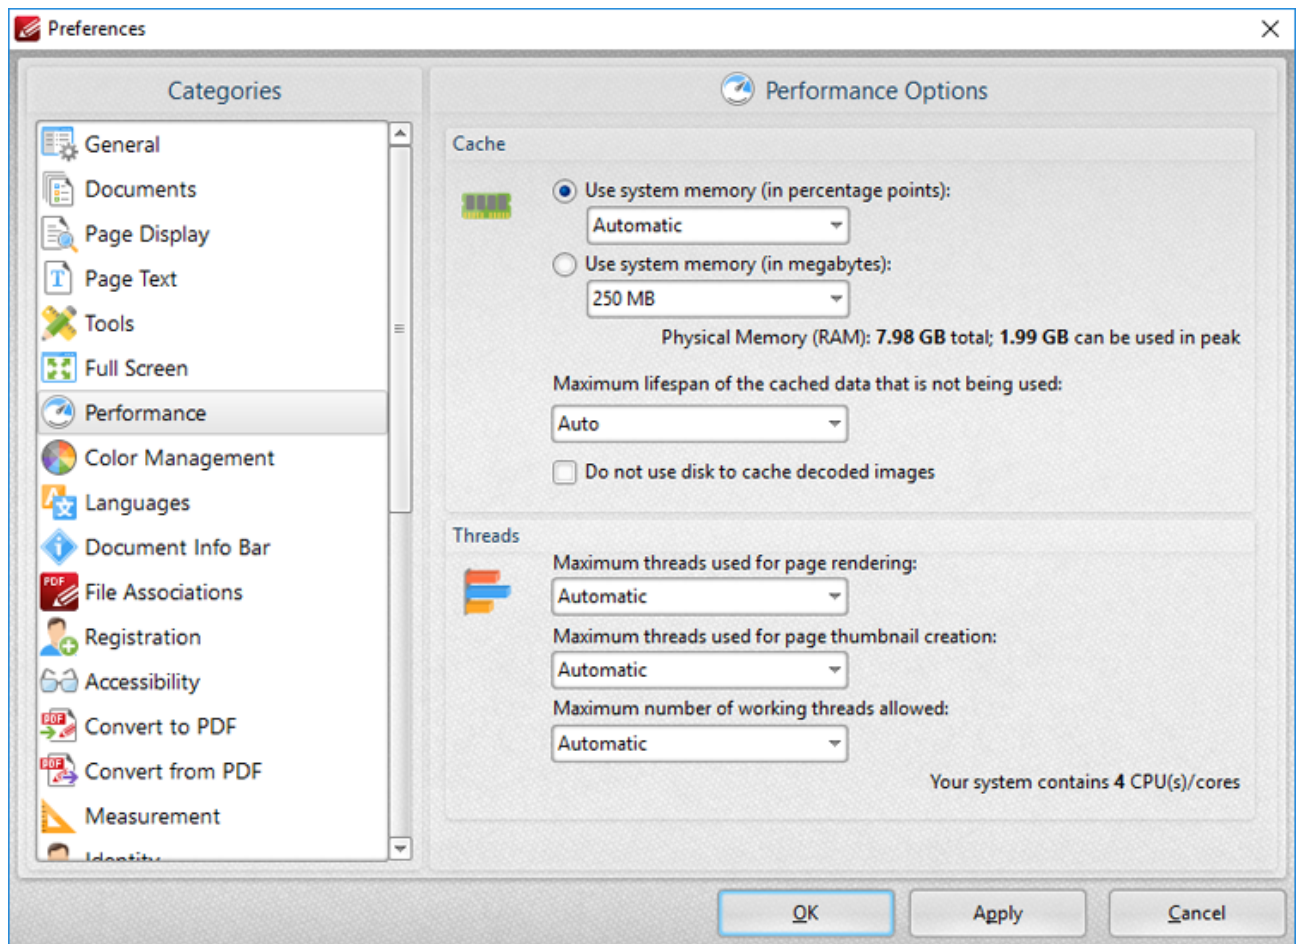 Preferences
Categories
General
Documents
Page Display
Page Text
T
Tools
Full Screen
Performance
Color Management
Languages
Document Info Bar
PDF
File Associations
Registration
Accessibility
PDF
Convert to PDF
PDF
Convert from PDF
Measurement
Identity
Performance Options
Cache
Use system memory (in percentage points):
Automatic
Use system memory (in megabytes):
250 MB
Physical Memory (RAM): 7.98 GB total; 1.99 GB can be used in peak
Maximum lifespan of the cached data that is not being used:
Auto
Do not use disk to cache decoded images
Threads
Maximum threads used for page rendering:
Automatic
Maximum threads used for page thumbnail creation:
Automatic
Maximum number of working threads allowed:
Automatic
Your system contains 4 CPU(s)/cores
OK
Apply
Cancel